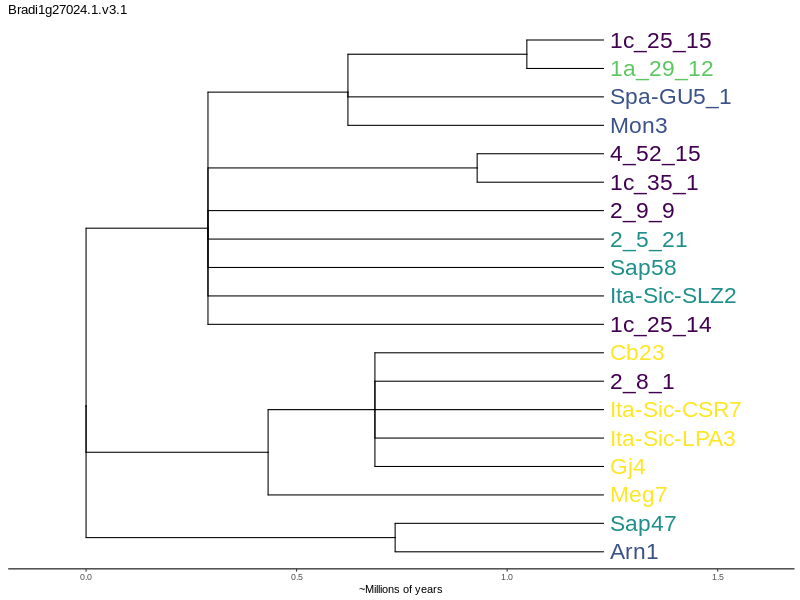 Bradi1g27024.1.v3.1
1c_25_15
1a_29_12
Spa-GU5_1
Mon3
4_52_15
1c_35_1
2_9_9
2_5_21
Sap58
Ita-Sic-SLZ2
1c_25_14
Cb23
2_8_1
Ita-Sic-CSR7
Ita-Sic-LPA3
Gj4
Meg7
Sap47
Arn1
0.0 0.5 1.0 1.5
~Millions of years